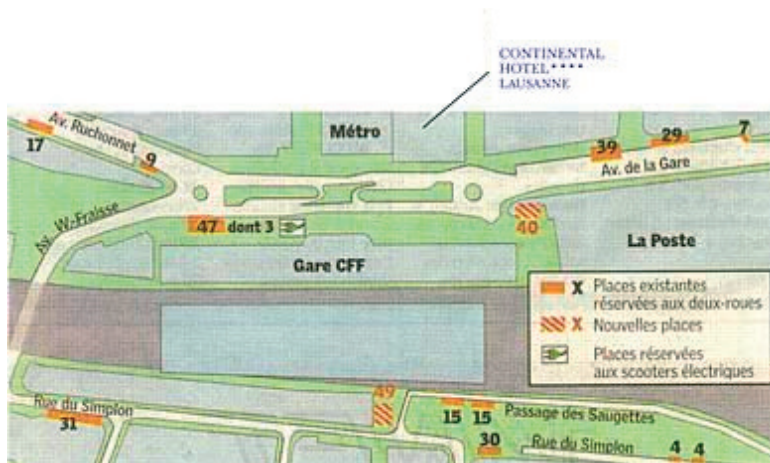 CONTINENTAL
HOTEL ****
LAUSANNE
Métro
Av. Ruchonnet
17
9
39
29
7
Av. de la Gare
Av. W.-Fraisse
47 dont 3
40
La Poste
Gare CFF
X Places existantes
réservées aux deux-roues
X Nouvelles places
Places réservées
aux scooters électriques
49
Rue du Simplon
31
15
15
Passage des Saugettes
30
Rue du Simplon
4
4